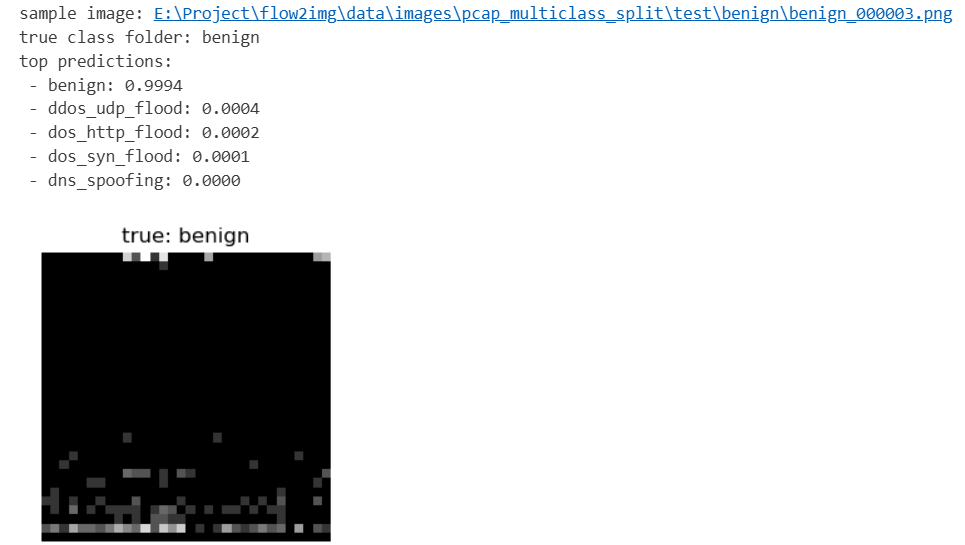 sample image: E:\Project\flow2img\data\images\pcap_multiclass_split\test\benign\benign_000003.png
true class folder: benign
top predictions:
- benign: 0.9994
- ddos_udp_flood: 0.0004
- dos_http_flood: 0.0002
- dos_syn_flood: 0.0001
- dns_spoofing: 0.0000
true: benign